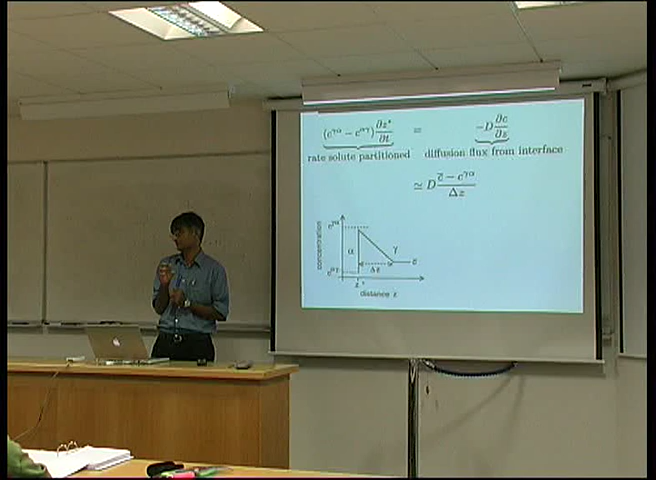 (c^{γα} − c^{αγ}) ∂z*/∂t = −D ∂c/∂z
rate solute partitioned diffusion flux from interface
≃ D (c̅ − c^{γα})/Δz
concentration
c^{γα}
α γ
Δz c̅
c^{αγ}
z*
distance z